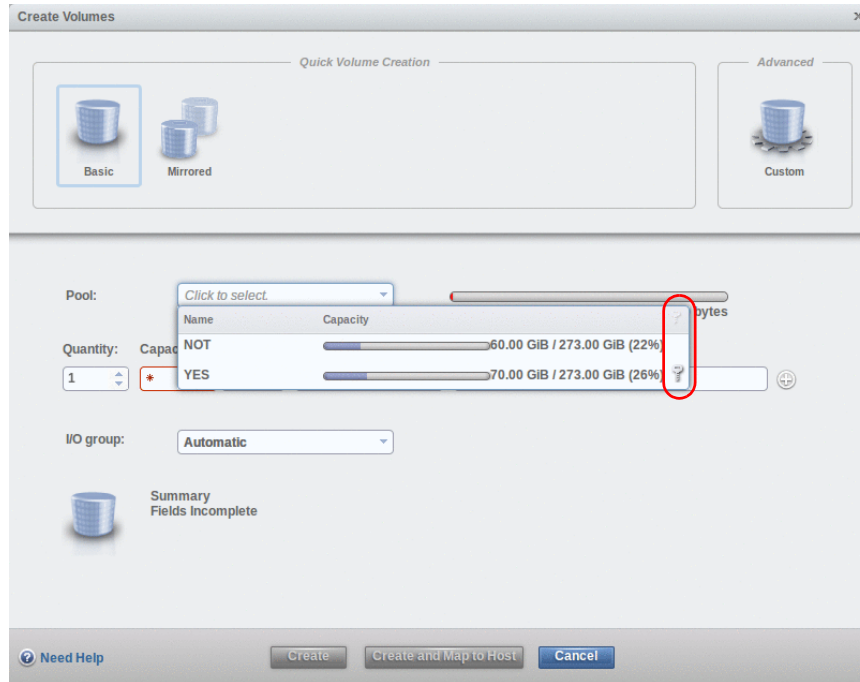 Create Volumes
Quick Volume Creation
Advanced
Basic
Mirrored
Custom
Pool:
Click to select.
bytes
Name
Capacity
NOT
60.00 GiB / 273.00 GiB (22%)
YES
70.00 GiB / 273.00 GiB (26%)
Quantity:
Capac
1
*
I/O group:
Automatic
Summary
Fields Incomplete
Need Help
Create
Create and Map to Host
Cancel